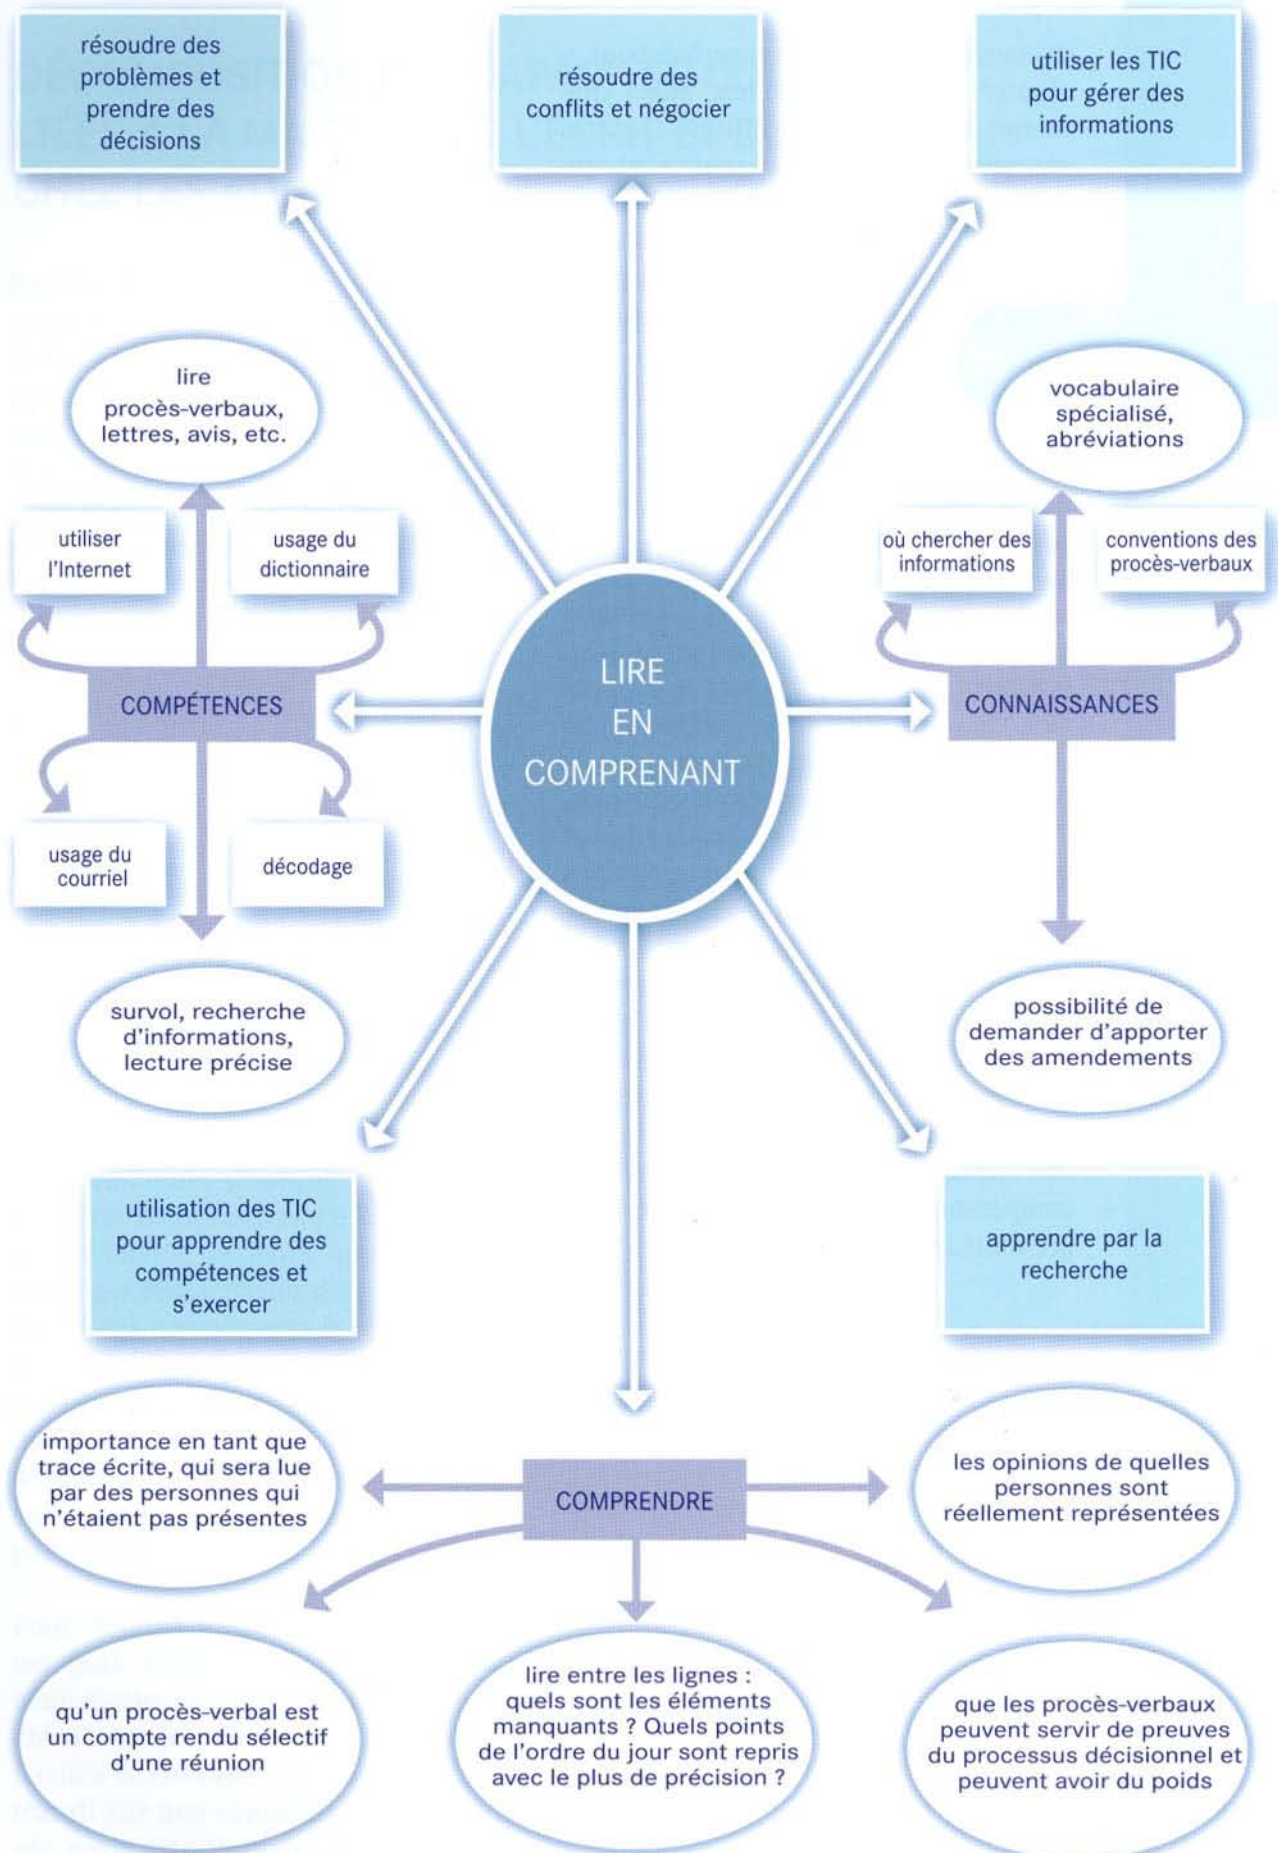 résoudre des
problèmes et
prendre des
décisions
résoudre des
conflits et négocier
utiliser les TIC
pour gérer des
informations
lire
procès-verbaux,
lettres, avis, etc.
vocabulaire
spécialisé,
abréviations
utiliser
l'Internet
usage du
dictionnaire
où chercher des
informations
conventions des
procès-verbaux
COMPÉTENCES
LIRE
EN
COMPRENANT
CONNAISSANCES
usage du
courriel
décodage
survol, recherche
d'informations,
lecture précise
possibilité de
demander d'apporter
des amendements
utilisation des TIC
pour apprendre des
compétences et
s'exercer
apprendre par la
recherche
importance en tant que
trace écrite, qui sera lue
par des personnes qui
n'étaient pas présentes
COMPRENDRE
les opinions de quelles
personnes sont
réellement représentées
qu'un procès-verbal est
un compte rendu sélectif
d'une réunion
lire entre les lignes :
quels sont les éléments
manquants ? Quels points
de l'ordre du jour sont repris
avec le plus de précision ?
que les procès-verbaux
peuvent servir de preuves
du processus décisionnel et
peuvent avoir du poids